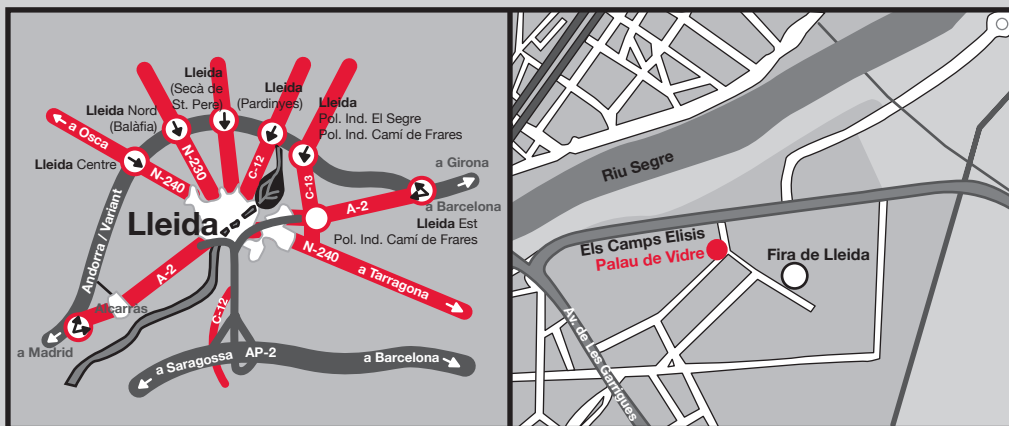 Lleida
(Secà de
St. Pere)
Lleida
(Pardinyes)
Lleida Nord
(Balàfia)
Lleida
Pol. Ind. El Segre
Pol. Ind. Camí de Frares
a Osca
Lleida Centre
N-240
N-230
C-12
C-13
a Girona
a Barcelona
A-2
Lleida Est
Pol. Ind. Camí de Frares
Lleida
Andorra / Variant
A-2
N-240
a Tarragona
Alcarràs
C-12
a Madrid
a Saragossa
AP-2
a Barcelona
Riu Segre
Els Camps Elisis
Palau de Vidre
Fira de Lleida
Av. de Les Garrigues